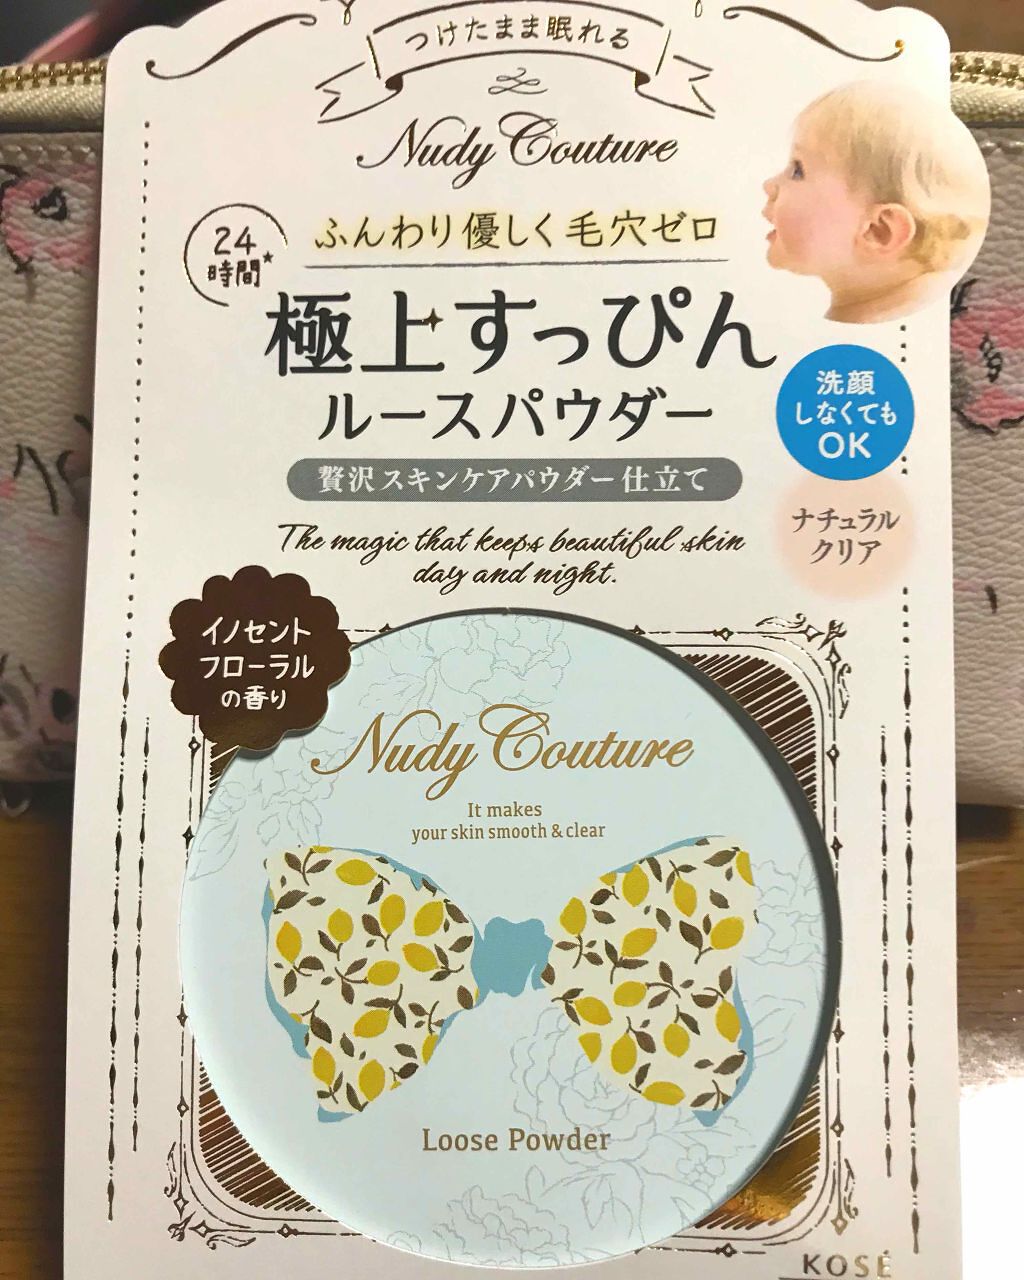 つけたまま眠れる
Nudy Couture
24
時間*
ふんわり優しく毛穴ゼロ
極上すっぴん
ルースパウダー
洗顔
しなくても
OK
贅沢スキンケアパウダー仕立て
ナチュラル
クリア
The magic that keeps beautiful skin
day and night.
イノセント
フローラル
の香り
Nudy Couture
It makes
your skin smooth & clear
Loose Powder
KOSÉ